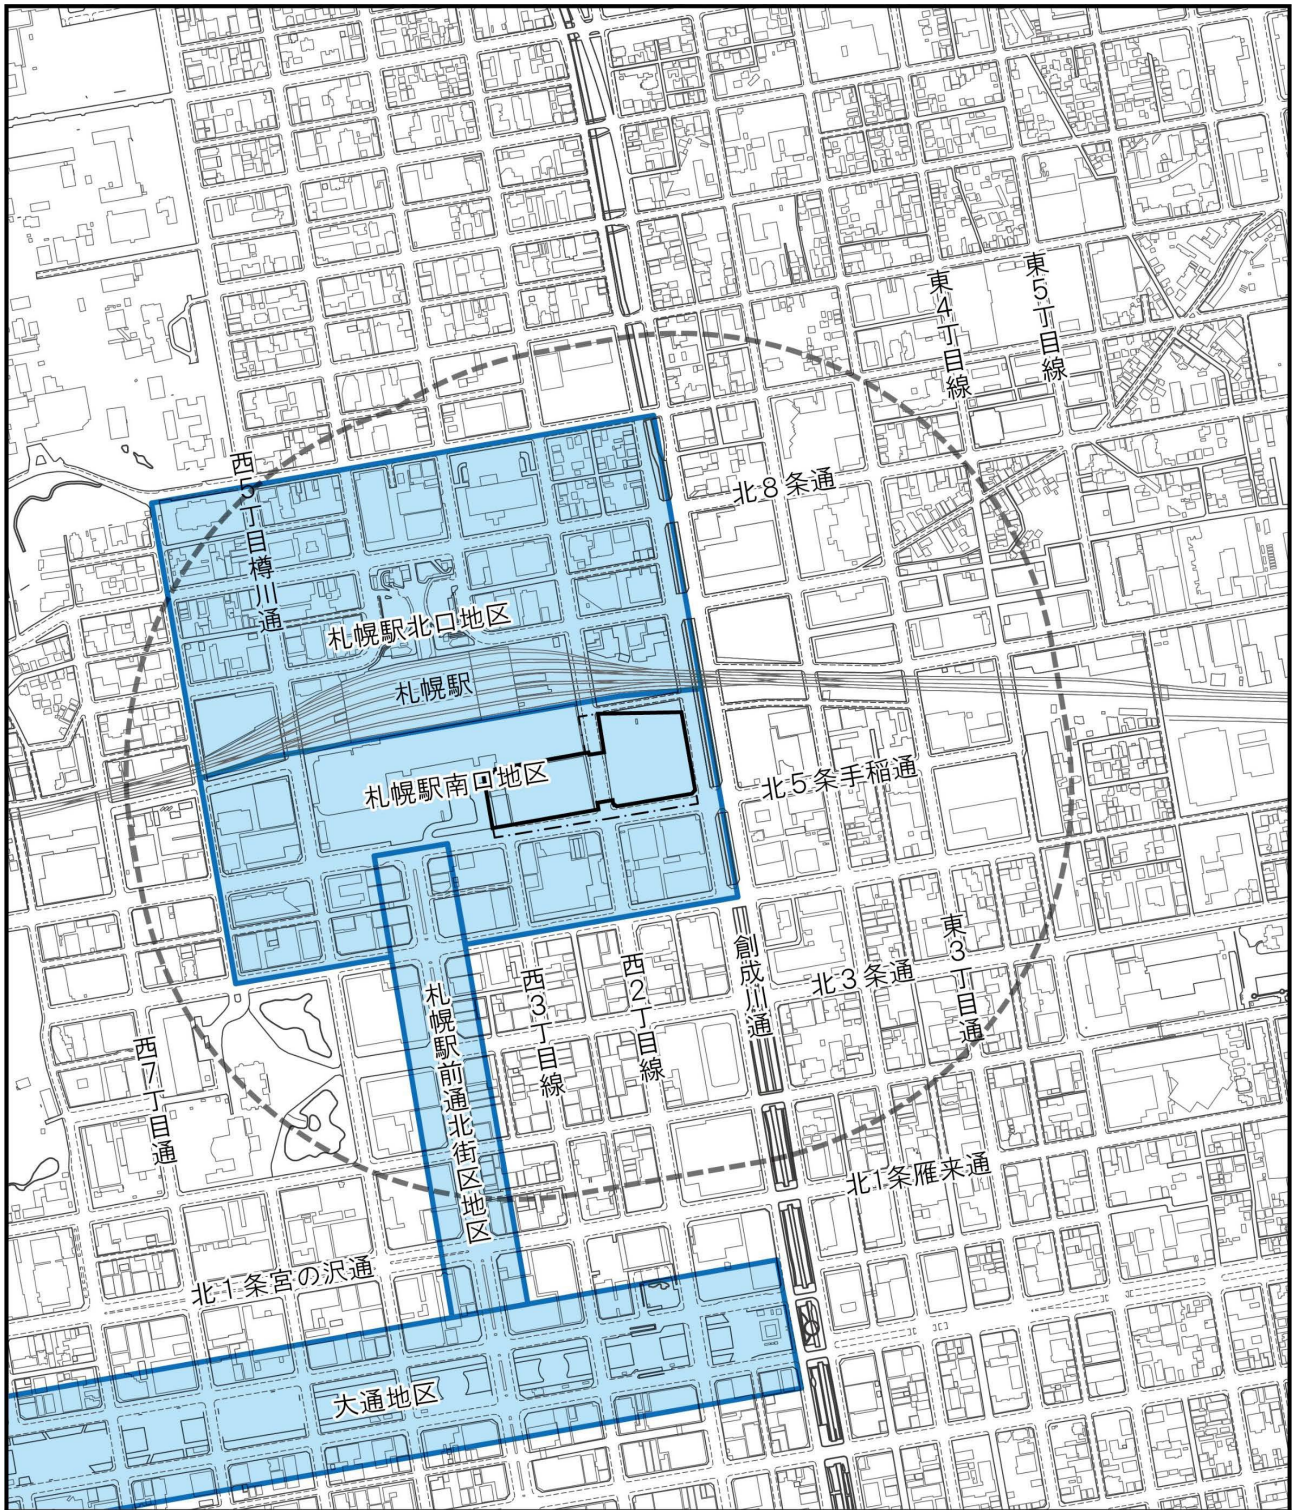 東5丁目線
東4丁目線
西5丁目樽川通
北8条通
札幌駅北口地区
札幌駅
札幌駅南口地区
北5条手稲通
東3丁目通
創成川通
北3条通
西2丁目線
西3丁目線
札幌駅前通北街区地区
西7丁目通
北1条雁来通
北1条宮の沢通
大通地区